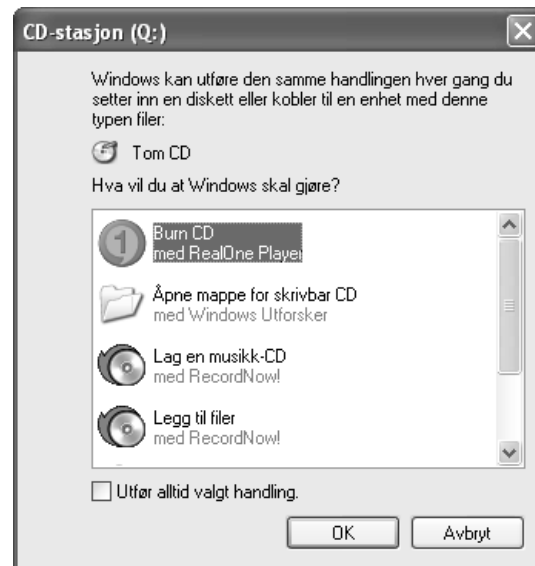 CD-stasjon (Q:)
Windows kan utføre den samme handlingen hver gang du
setter inn en diskett eller kobler til en enhet med denne
typen filer:
Tom CD
Hva vil du at Windows skal gjøre?
Burn CD
med RealOne Player
Åpne mappe for skrivbar CD
med Windows Utforsker
Lag en musikk-CD
med RecordNow!
Legg til filer
med RecordNow!
Utfør alltid valgt handling.
OK
Avbryt